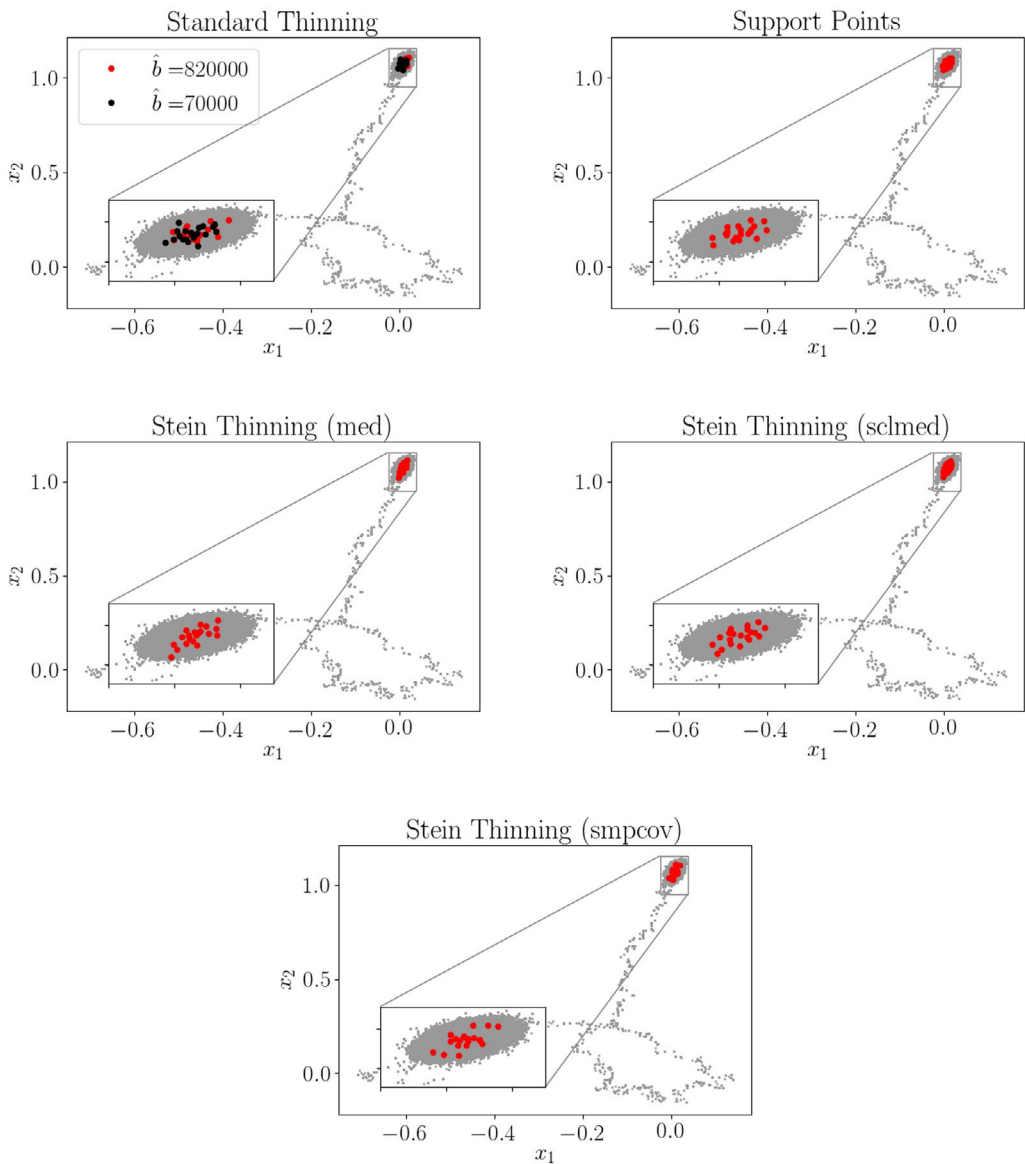 Standard Thinning
b̂ =820000
b̂ =70000
1.0
0.5
0.0
x₂
−0.6
−0.4
−0.2
0.0
x₁
Support Points
1.0
0.5
0.0
x₂
−0.6
−0.4
−0.2
0.0
x₁
Stein Thinning (med)
1.0
0.5
0.0
x₂
−0.6
−0.4
−0.2
0.0
x₁
Stein Thinning (sclmed)
1.0
0.5
0.0
x₂
−0.6
−0.4
−0.2
0.0
x₁
Stein Thinning (smpcov)
1.0
0.5
0.0
x₂
−0.6
−0.4
−0.2
0.0
x₁